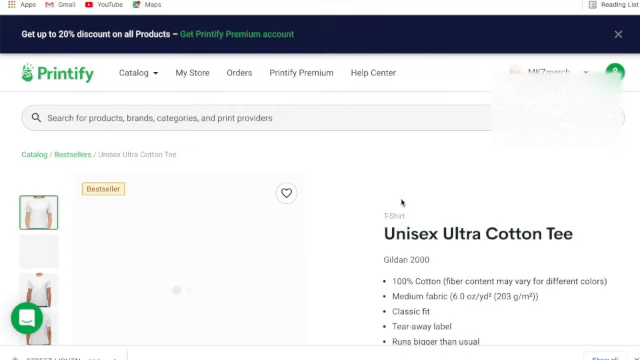 Apps Gmail YouTube Maps Reading List
Get up to 20% discount on all Products – Get Printify Premium account
Printify Catalog My Store Orders Printify Premium Help Center MKZmerch
Search for products, brands, categories, and print providers
Catalog / Bestsellers / Unisex Ultra Cotton Tee
Bestseller
T-Shirt
Unisex Ultra Cotton Tee
Gildan 2000
100% Cotton (fiber content may vary for different colors)
Medium fabric (6.0 oz/yd² (203 g/m²))
Classic fit
Tear-away label
Runs bigger than usual
Show all